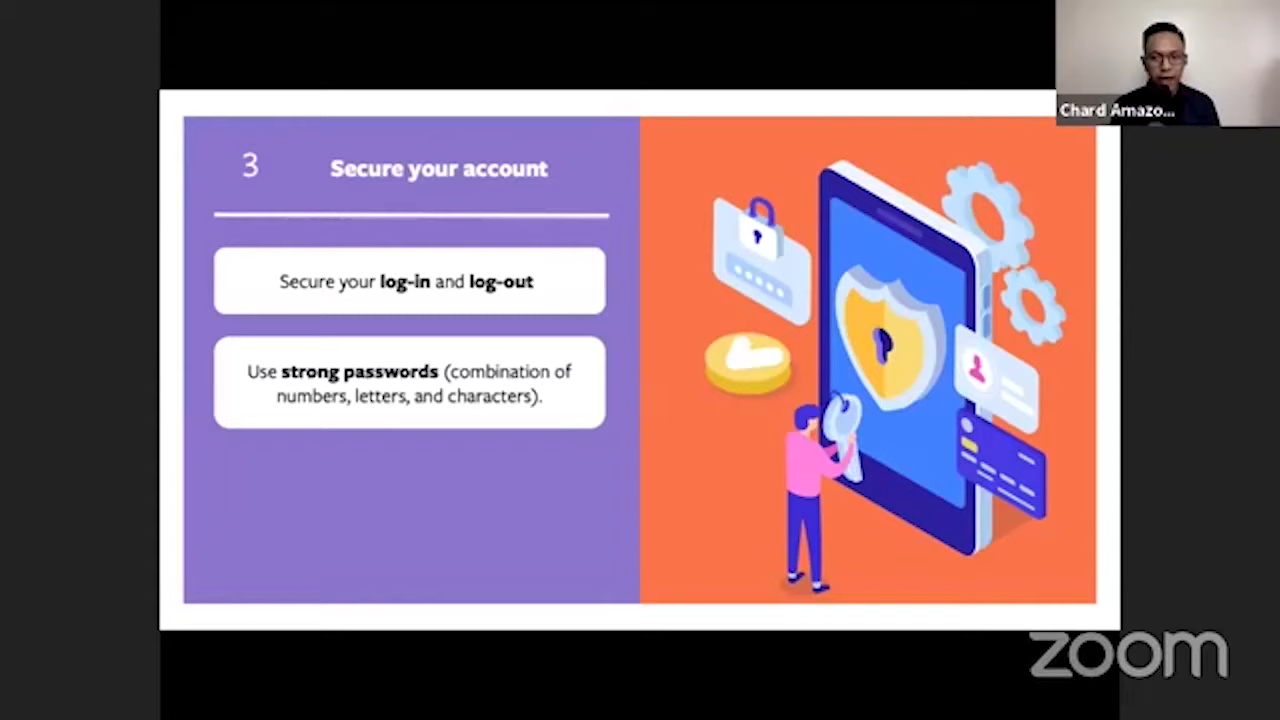 Chard Amazo...
3 Secure your account
Secure your log-in and log-out
Use strong passwords (combination of
numbers, letters, and characters).
zoom